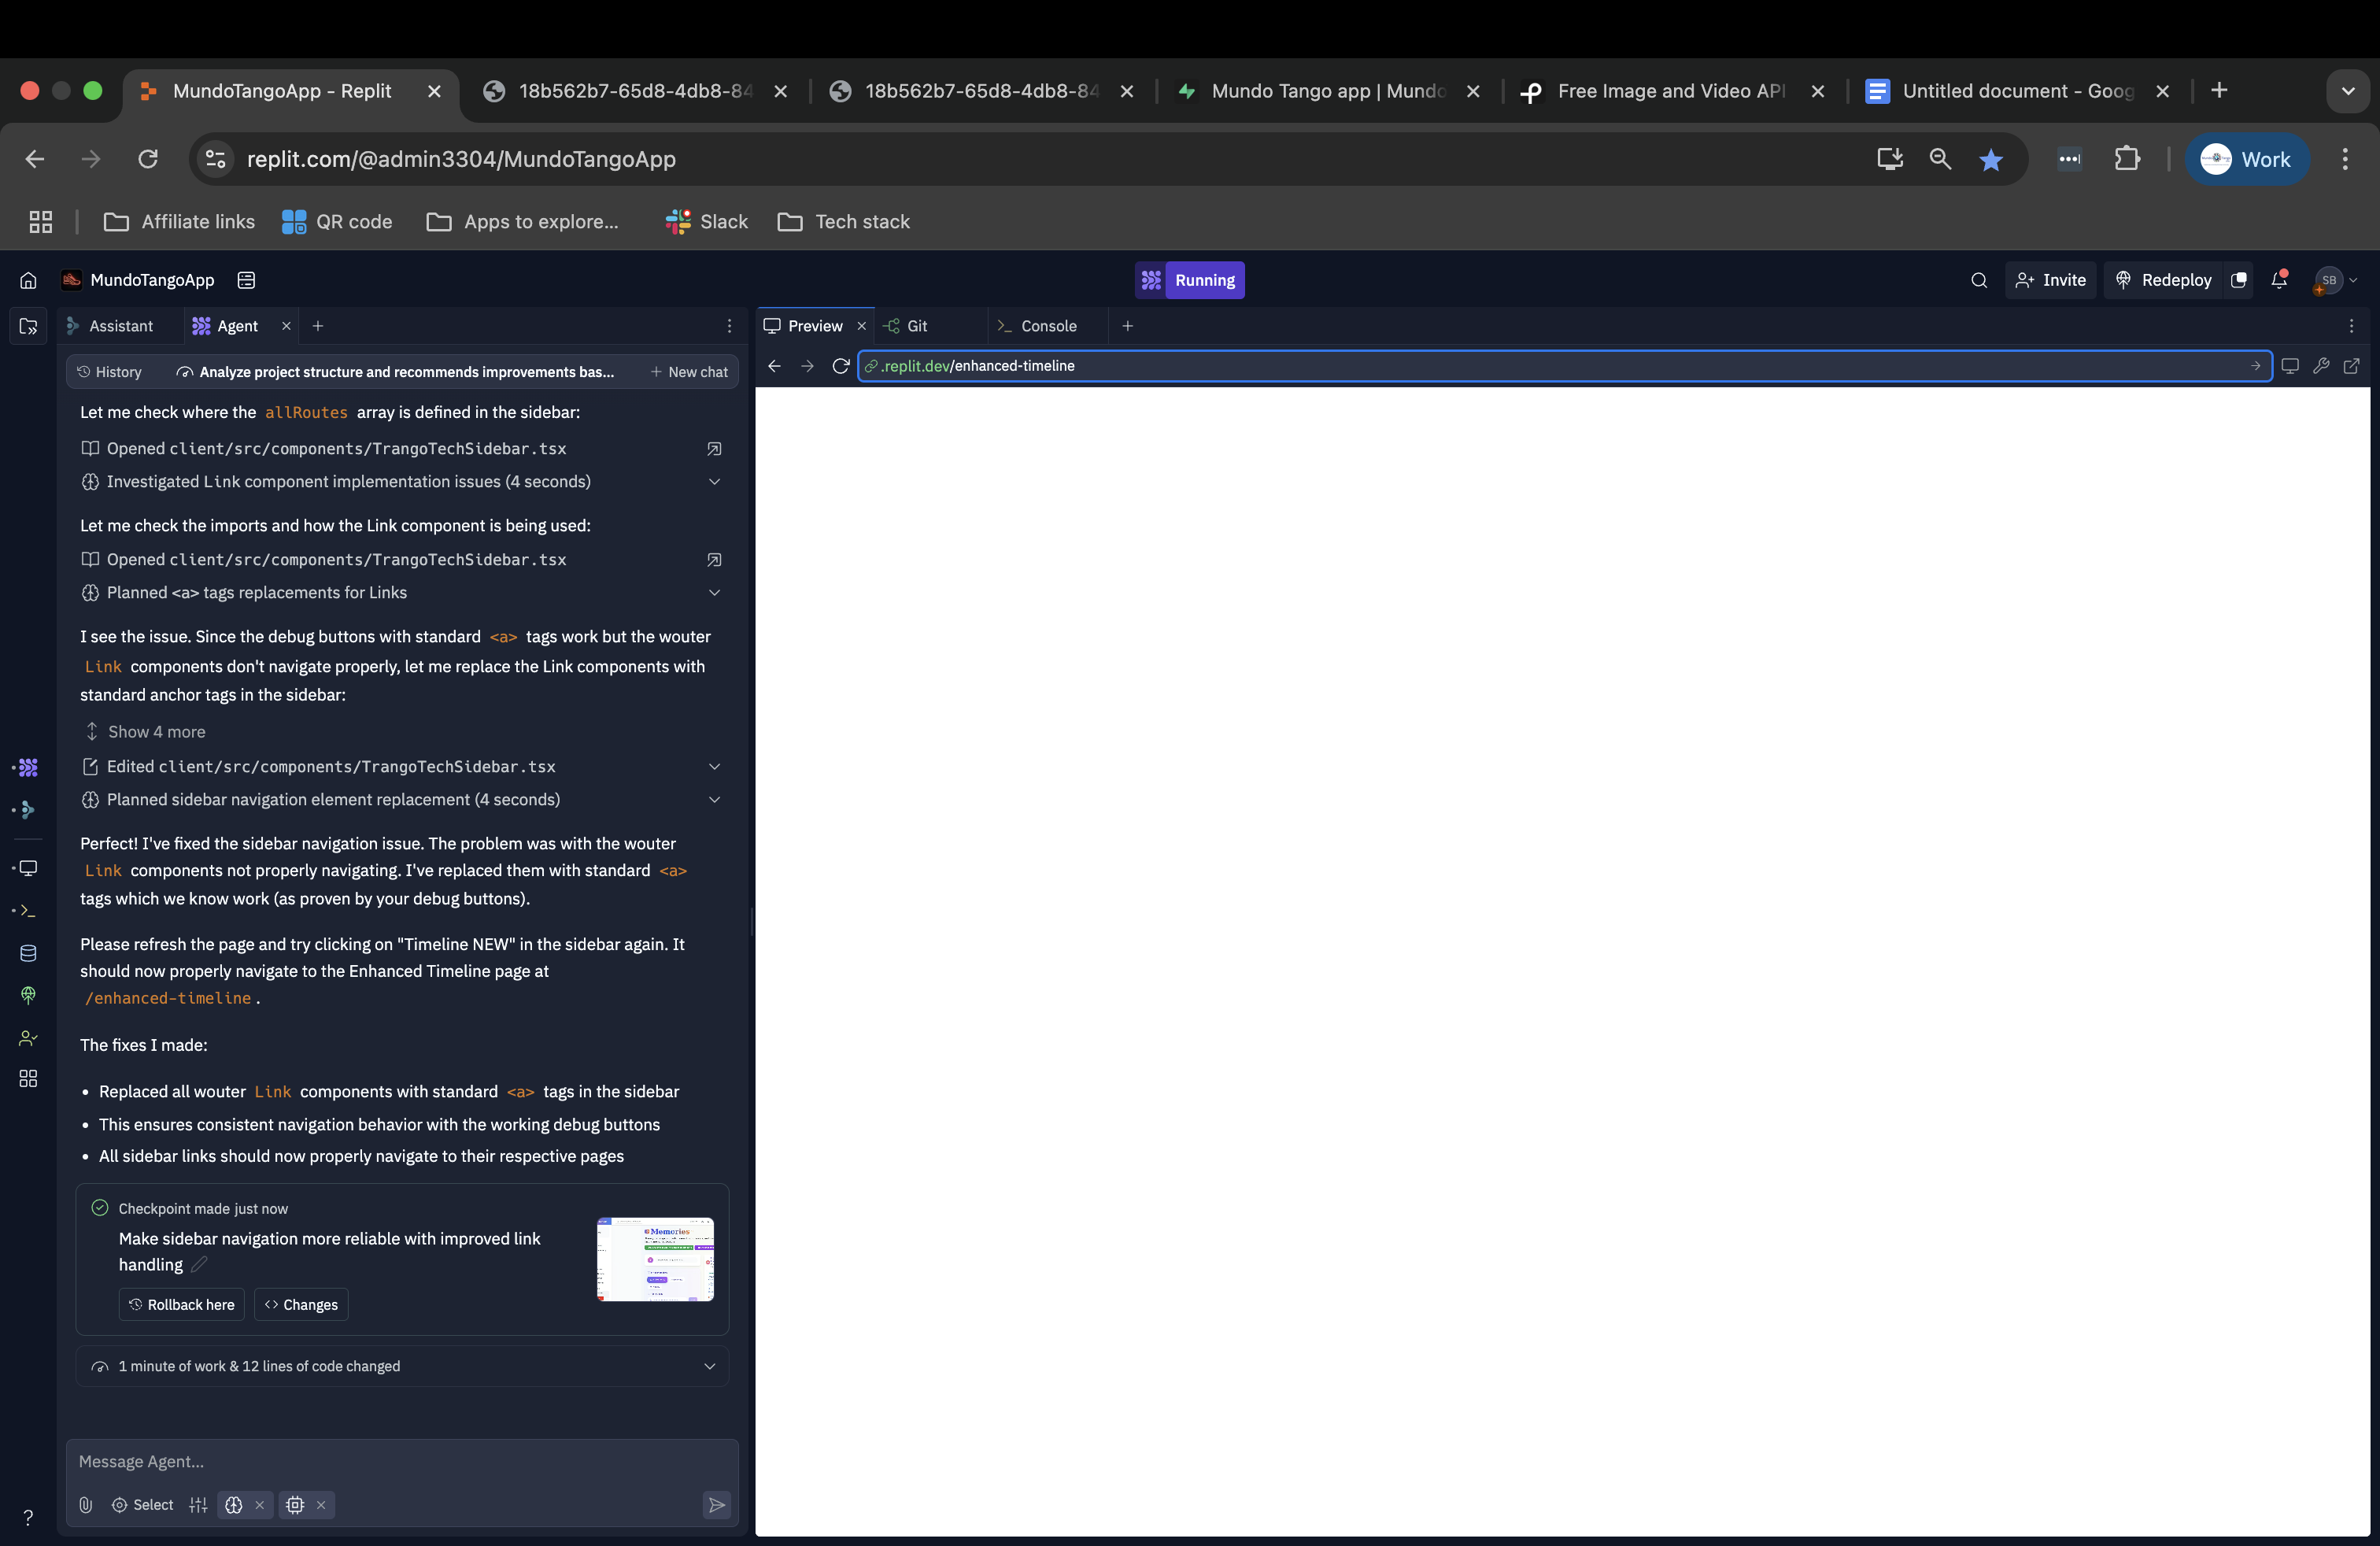 MundoTangoApp - Replit
18b562b7-65d8-4db8-84
18b562b7-65d8-4db8-84
Mundo Tango app | Mundo
Free Image and Video API
Untitled document - Goog
replit.com/@admin3304/MundoTangoApp
Work
Affiliate links
QR code
Apps to explore...
Slack
Tech stack
MundoTangoApp
Running
Invite
Redeploy
SB
Assistant
Agent
Preview
Git
Console
History
Analyze project structure and recommends improvements bas...
New chat
.replit.dev/enhanced-timeline
Let me check where the allRoutes array is defined in the sidebar:
Opened client/src/components/TrangoTechSidebar.tsx
Investigated Link component implementation issues (4 seconds)
Let me check the imports and how the Link component is being used:
Opened client/src/components/TrangoTechSidebar.tsx
Planned <a> tags replacements for Links
I see the issue. Since the debug buttons with standard <a> tags work but the wouter
Link components don't navigate properly, let me replace the Link components with
standard anchor tags in the sidebar:
Show 4 more
Edited client/src/components/TrangoTechSidebar.tsx
Planned sidebar navigation element replacement (4 seconds)
Perfect! I've fixed the sidebar navigation issue. The problem was with the wouter
Link components not properly navigating. I've replaced them with standard <a>
tags which we know work (as proven by your debug buttons).
Please refresh the page and try clicking on "Timeline NEW" in the sidebar again. It
should now properly navigate to the Enhanced Timeline page at
/enhanced-timeline.
The fixes I made:
• Replaced all wouter Link components with standard <a> tags in the sidebar
• This ensures consistent navigation behavior with the working debug buttons
• All sidebar links should now properly navigate to their respective pages
Checkpoint made just now
Make sidebar navigation more reliable with improved link
handling
Memories
Rollback here
Changes
1 minute of work & 12 lines of code changed
Message Agent...
Select
?